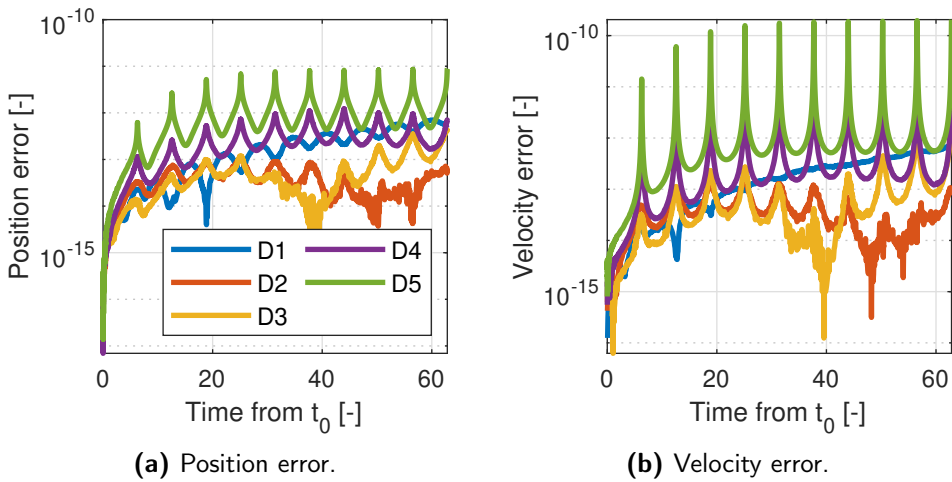 10^-10
10^-15
Position error [-]
D1
D2
D3
D4
D5
0 20 40 60
Time from t_0 [-]
(a) Position error.
10^-10
10^-15
Velocity error [-]
0 20 40 60
Time from t_0 [-]
(b) Velocity error.